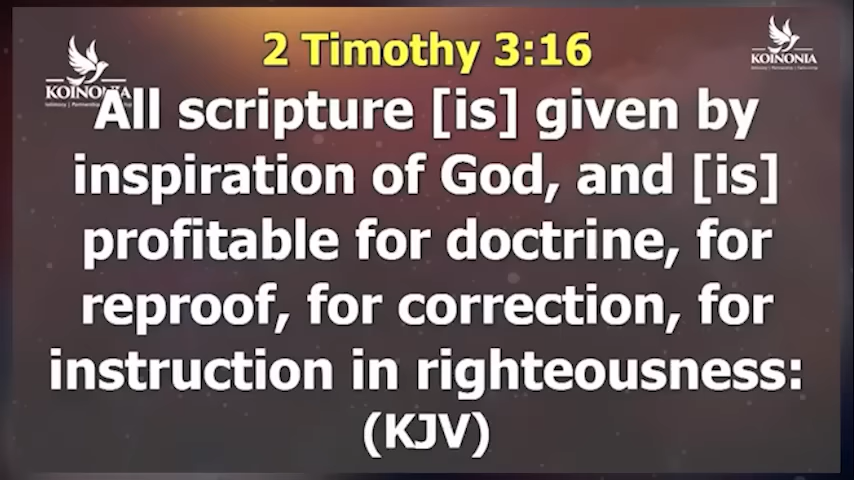 2 Timothy 3:16
KOINONIA
KOINONIA
All scripture [is] given by
inspiration of God, and [is]
profitable for doctrine, for
reproof, for correction, for
instruction in righteousness:
(KJV)